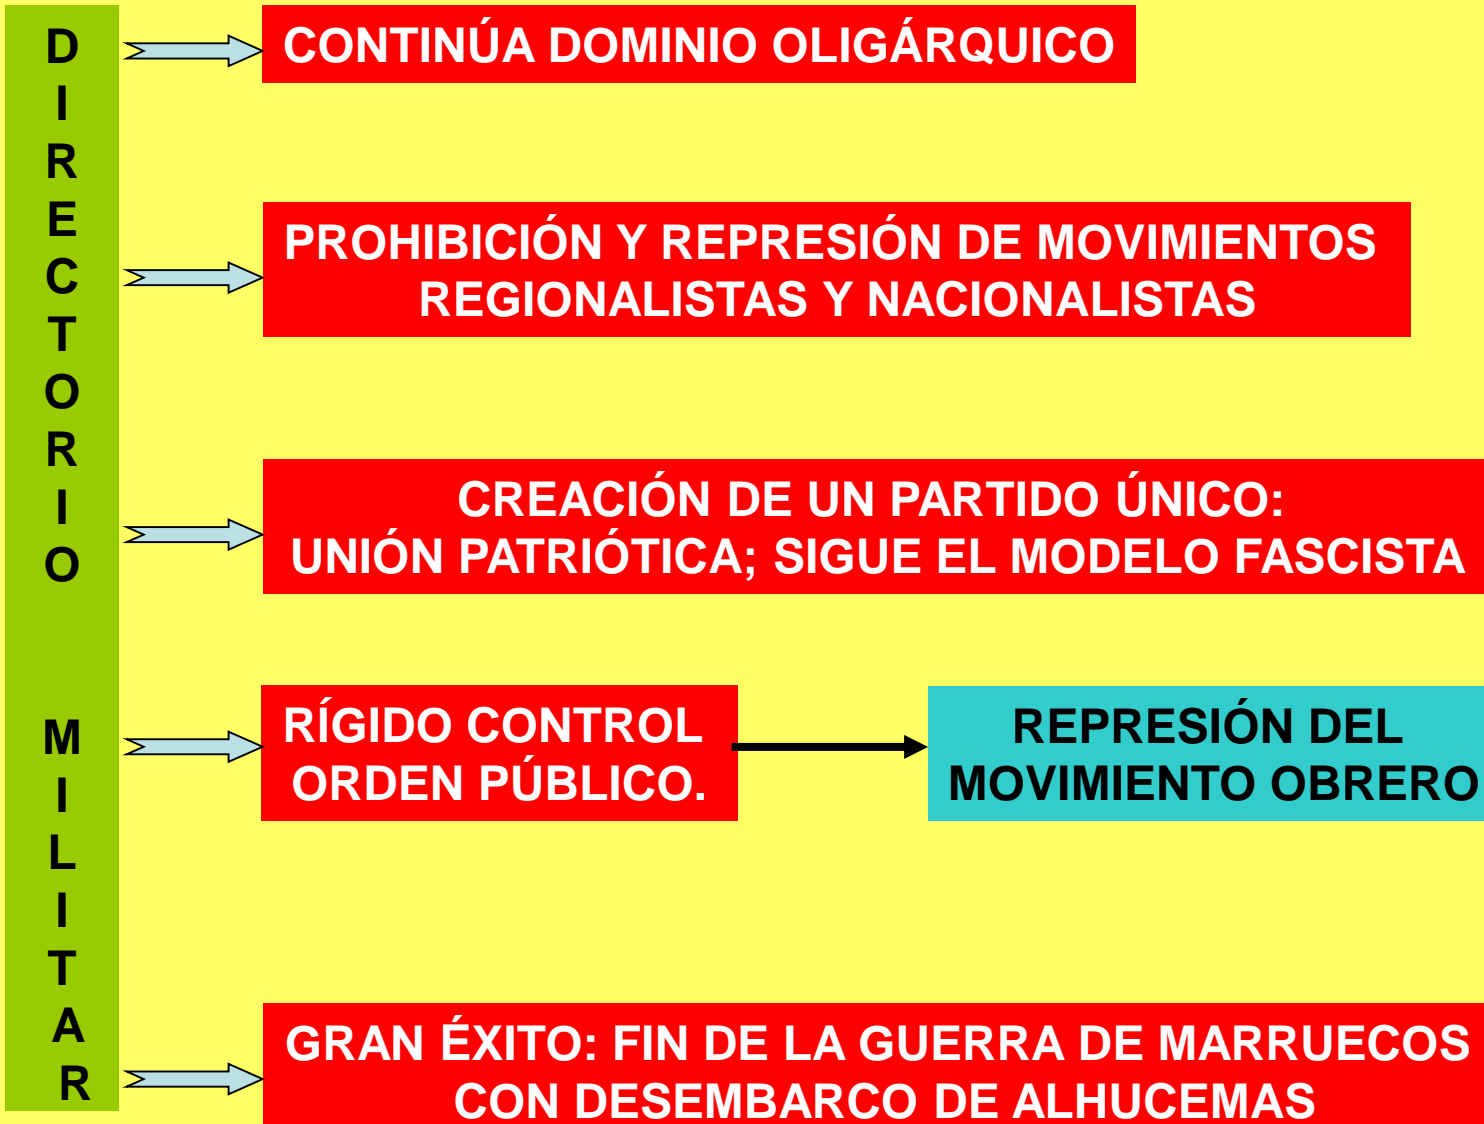 DIRECTORIO MILITAR
CONTINÚA DOMINIO OLIGÁRQUICO
PROHIBICIÓN Y REPRESIÓN DE MOVIMIENTOS
REGIONALISTAS Y NACIONALISTAS
CREACIÓN DE UN PARTIDO ÚNICO:
UNIÓN PATRIÓTICA; SIGUE EL MODELO FASCISTA
RÍGIDO CONTROL
ORDEN PÚBLICO.
REPRESIÓN DEL
MOVIMIENTO OBRERO
GRAN ÉXITO: FIN DE LA GUERRA DE MARRUECOS
CON DESEMBARCO DE ALHUCEMAS